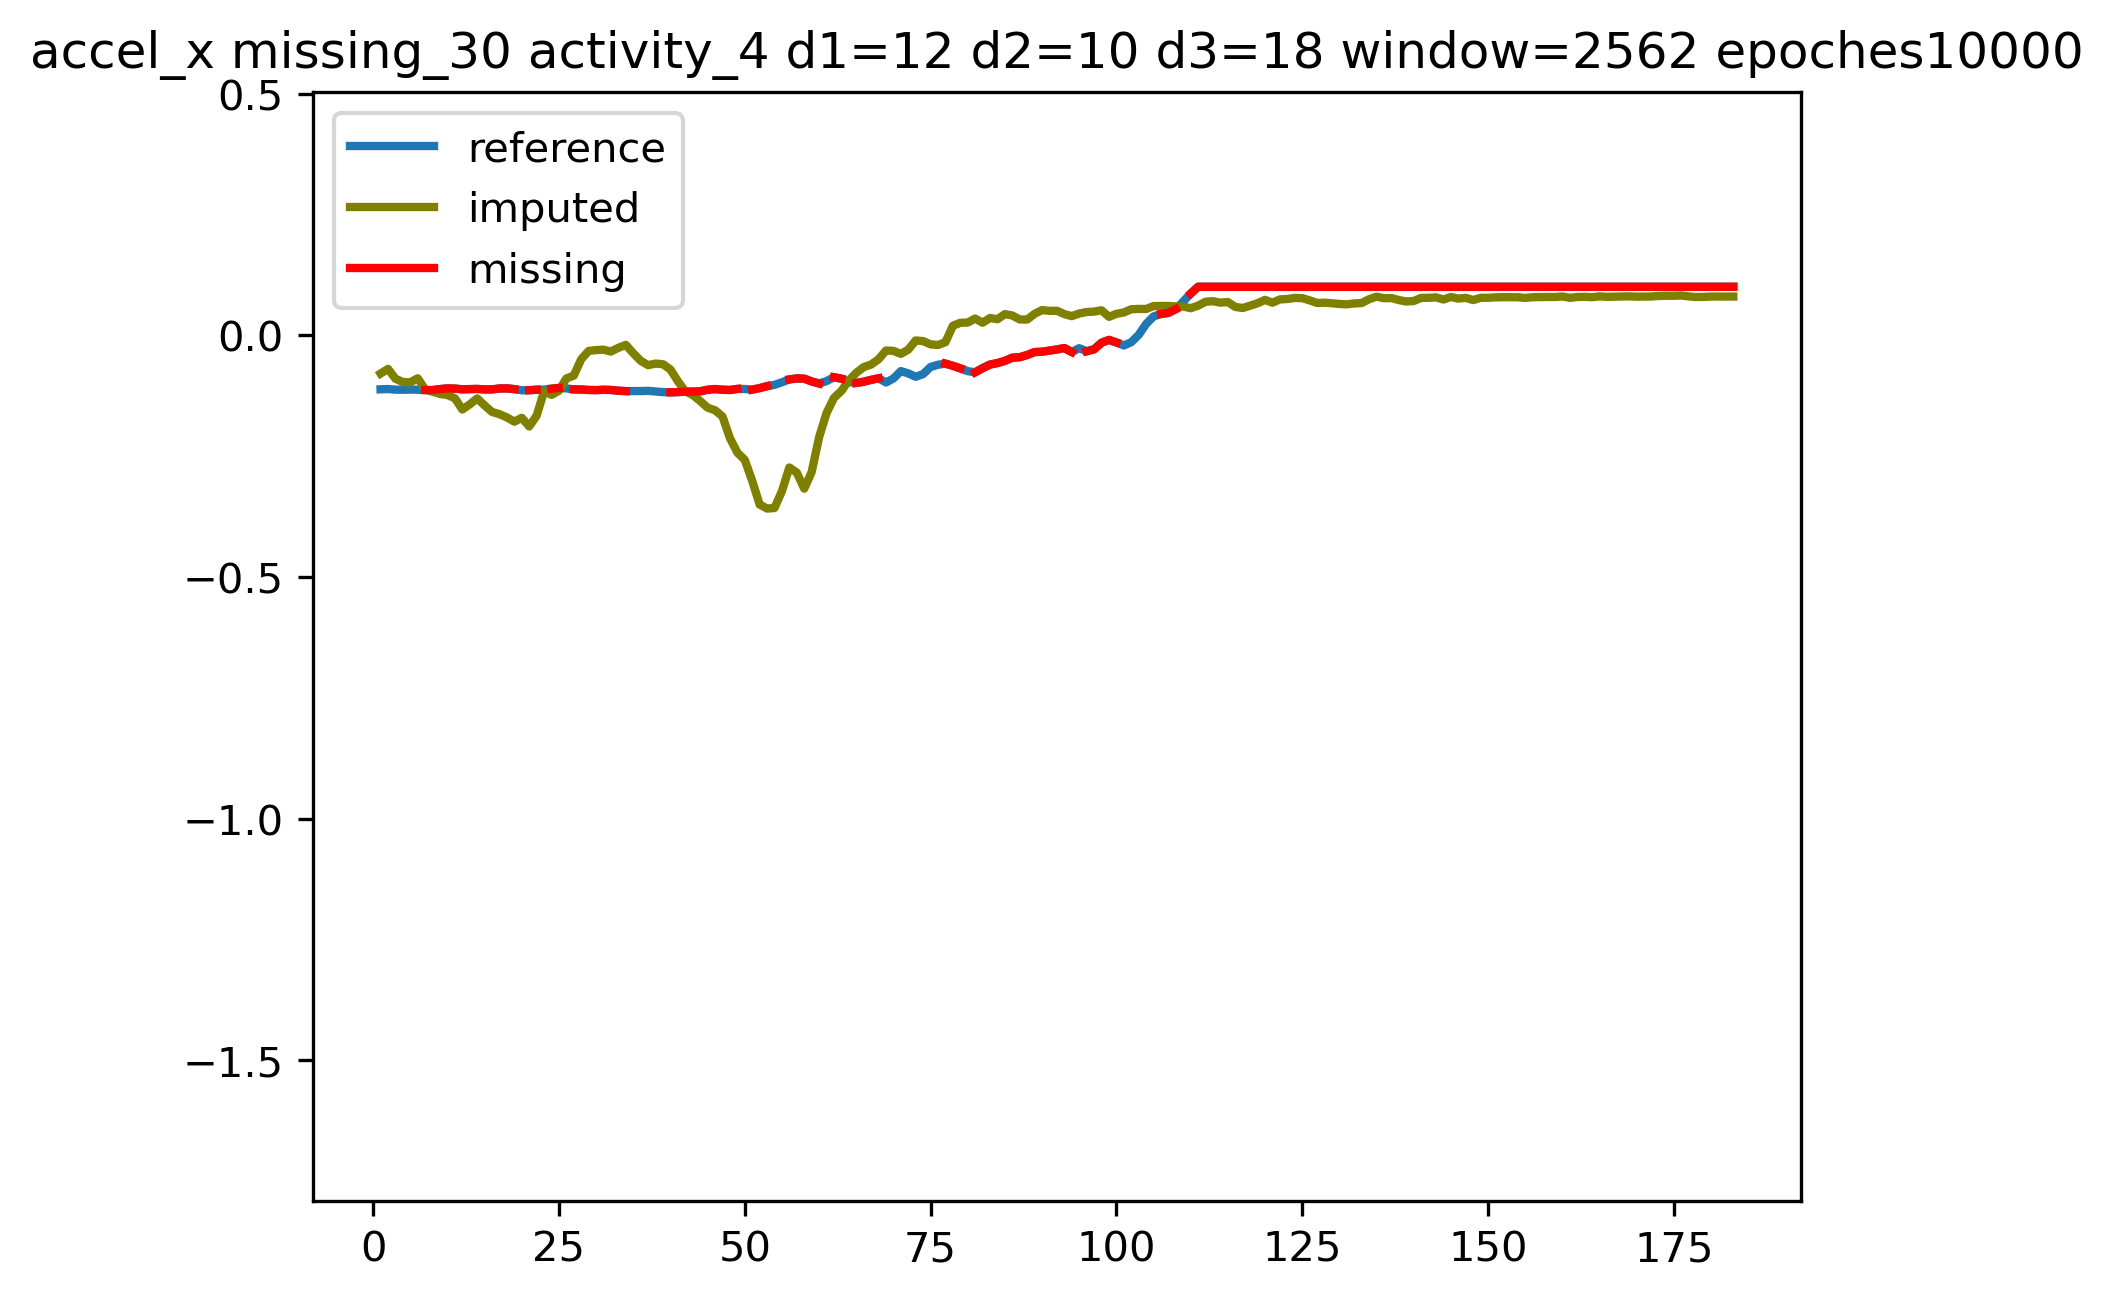 accel_x missing_30 activity_4 d1=12 d2=10 d3=18 window=2562 epoches10000
reference
imputed
missing
0.5
0.0
−0.5
−1.0
−1.5
0 25 50 75 100 125 150 175